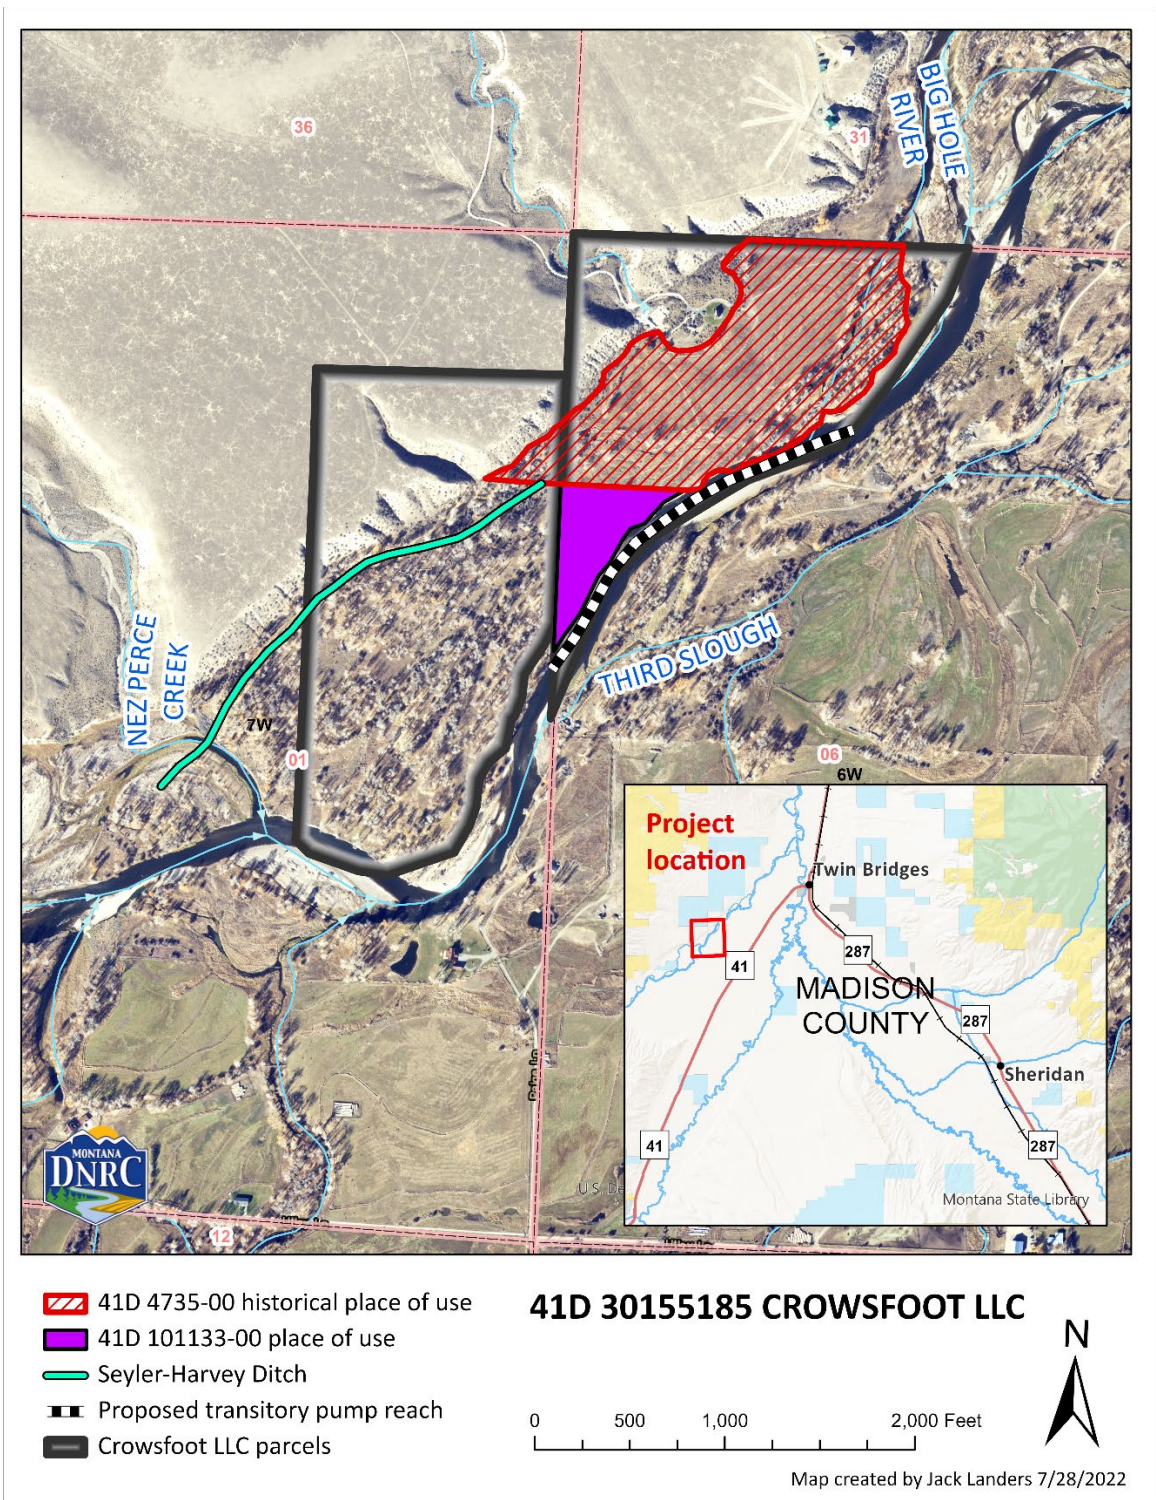 36
31
BIG HOLE
RIVER
NEZ PERCE
CREEK
7W
01
THIRD SLOUGH
06
6W
Project
location
Twin Bridges
41
287
MADISON
COUNTY
287
Sheridan
41
287
Montana State Library
MONTANA
DNRC
12
41D 4735-00 historical place of use
41D 101133-00 place of use
Seyler-Harvey Ditch
Proposed transitory pump reach
Crowsfoot LLC parcels
41D 30155185 CROWSFOOT LLC
N
0 500 1,000 2,000 Feet
Map created by Jack Landers 7/28/2022